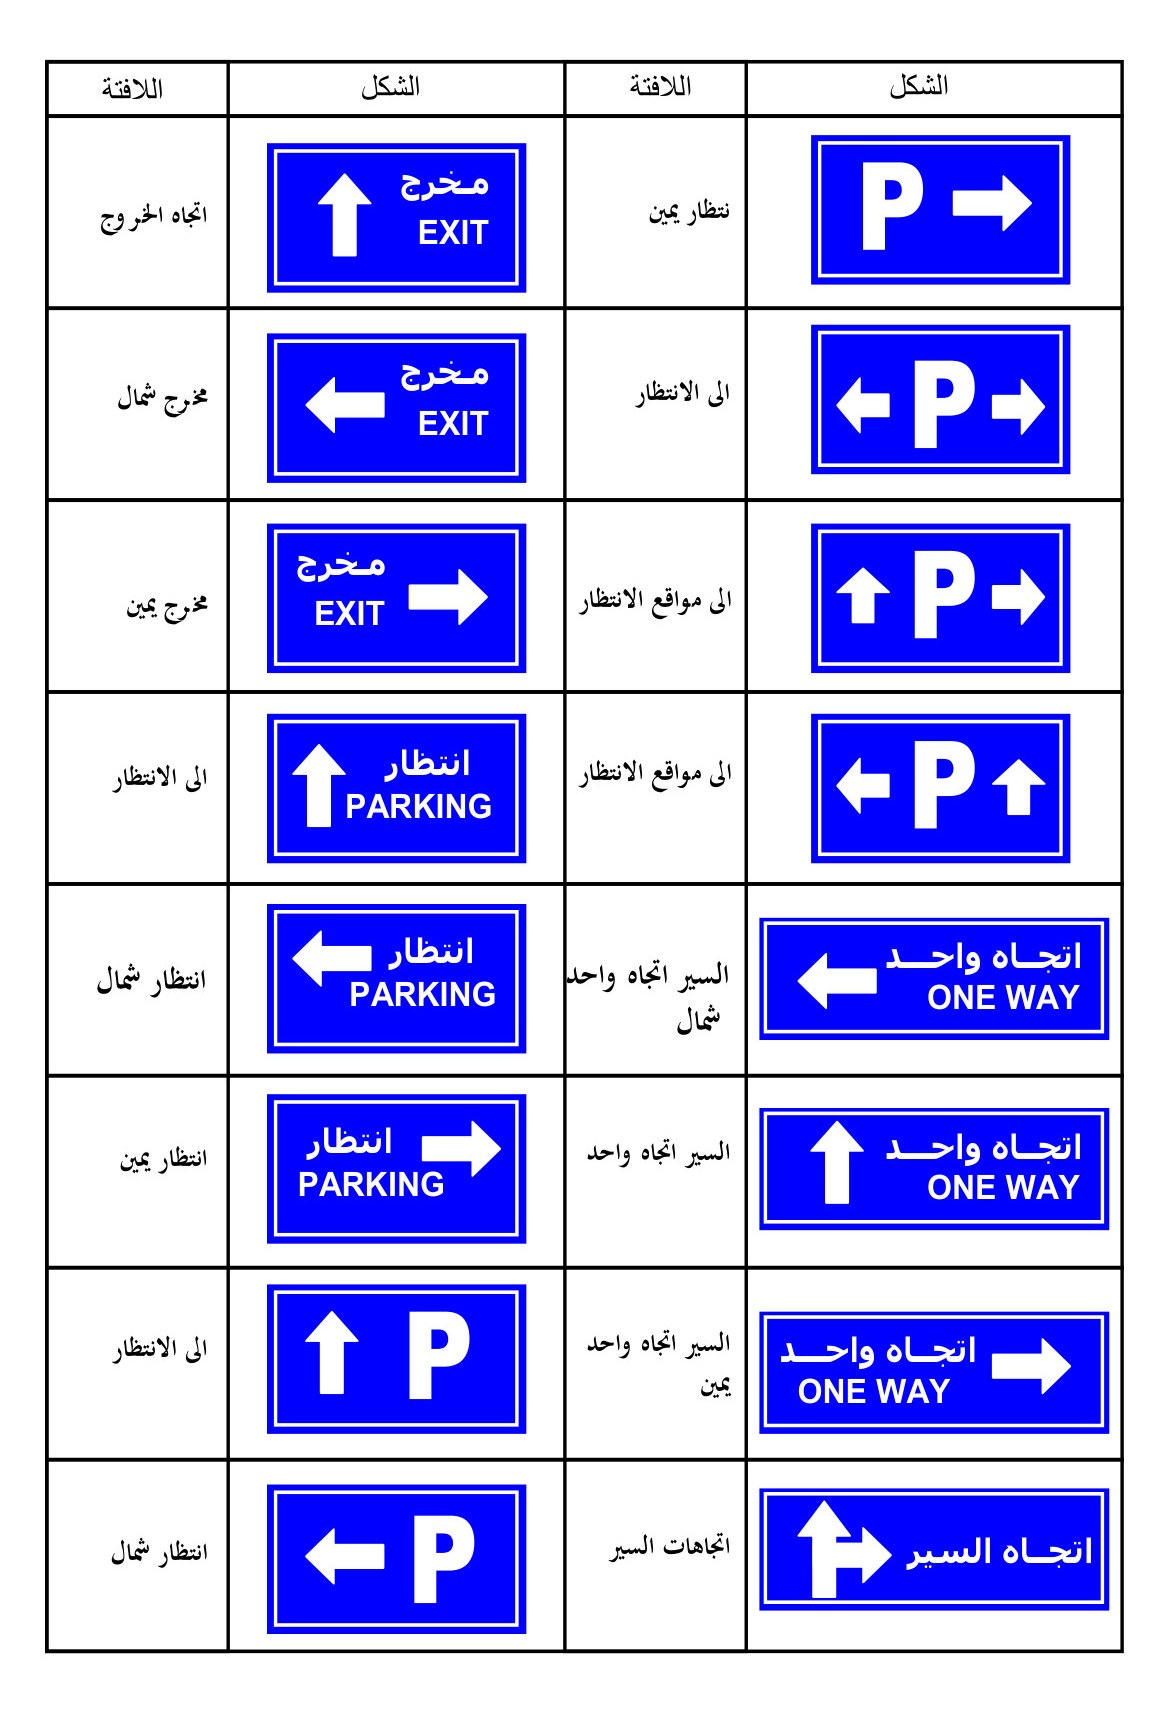 الشكل اللافتة الشكل اللافتة
P
نتظار يمين
مخرج
EXIT
اتجاه الخروج
P
الى الانتظار
مخرج
EXIT
مخرج شمال
P
الى مواقع الانتظار
مخرج
EXIT
مخرج يمين
P
الى مواقع الانتظار
انتظار
PARKING
الى الانتظار
اتجاه واحد
ONE WAY
السير اتجاه واحد
شمال
انتظار
PARKING
انتظار شمال
اتجاه واحد
ONE WAY
السير اتجاه واحد
انتظار
PARKING
انتظار يمين
اتجاه واحد
ONE WAY
السير اتجاه واحد
يمين
P
الى الانتظار
اتجاه السير
اتجاهات السير
P
انتظار شمال